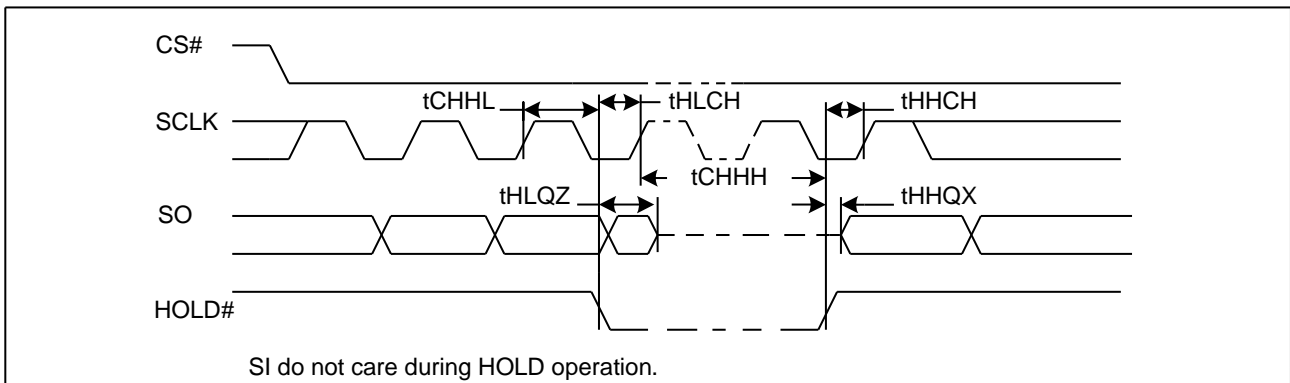 CS#
tCHHL
tHLCH
tHHCH
SCLK
tCHHH
tHLQZ
tHHQX
SO
HOLD#
SI do not care during HOLD operation.